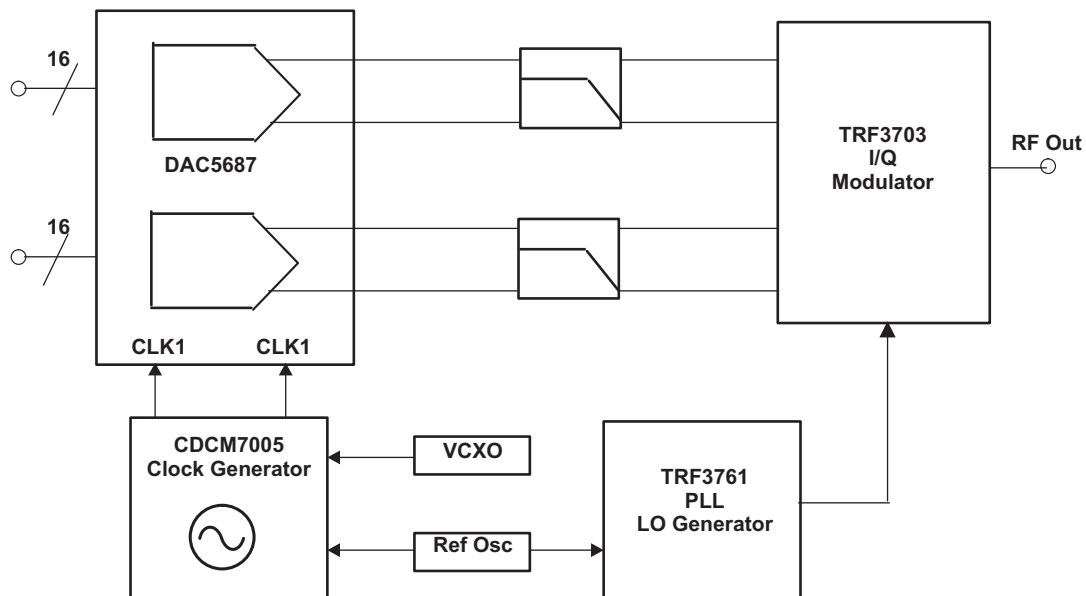 16
DAC5687
TRF3703
I/Q
Modulator
RF Out
16
CLK1
CLK1
CDCM7005
Clock Generator
VCXO
Ref Osc
TRF3761
PLL
LO Generator